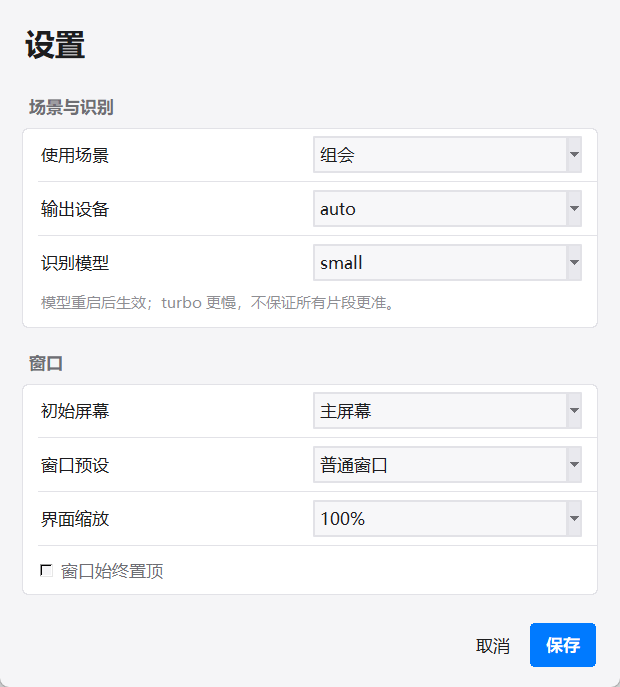 设置
场景与识别
使用场景 组会
输出设备 auto
识别模型 small
模型重启后生效；turbo 更慢，不保证所有片段更准。
窗口
初始屏幕 主屏幕
窗口预设 普通窗口
界面缩放 100%
窗口始终置顶
取消 保存